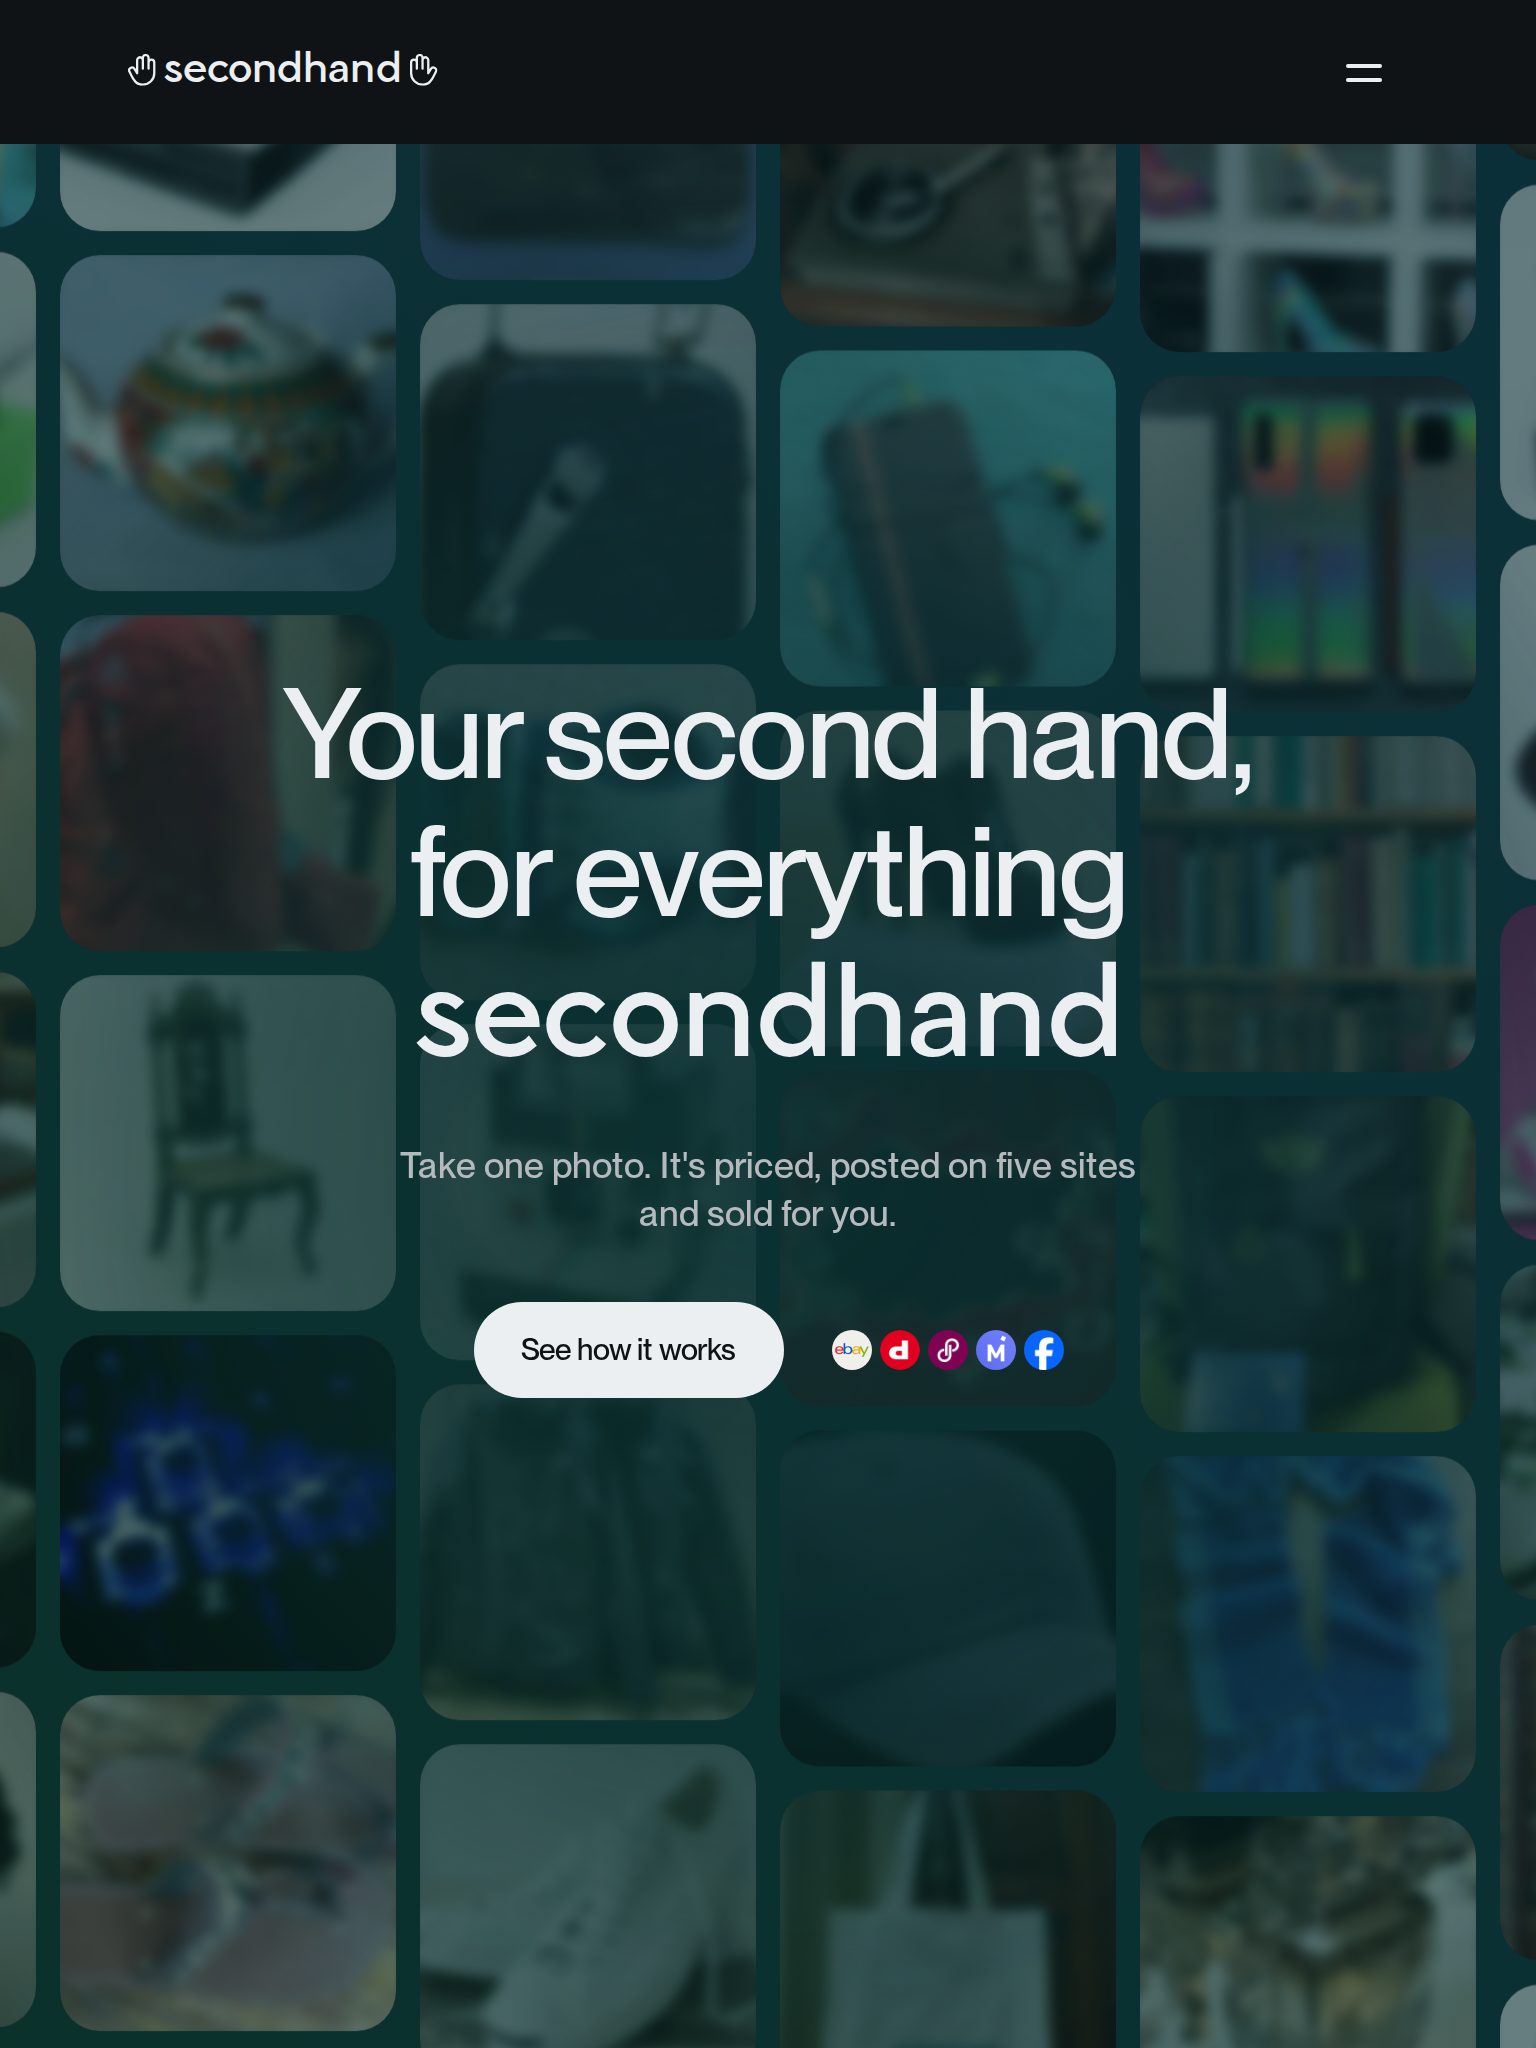 secondhand
Your second hand,
for everything
secondhand
Take one photo. It's priced, posted on five sites
and sold for you.
See how it works
ebay